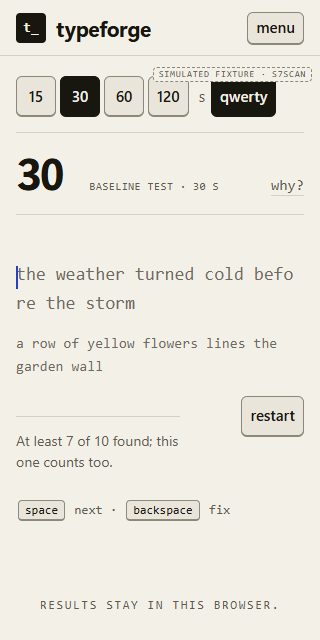 t_ typeforge menu
SIMULATED FIXTURE · S7SCAN
15 30 60 120 s qwerty
30 BASELINE TEST · 30 S why?
the weather turned cold befo
re the storm
a row of yellow flowers lines the
garden wall
restart
At least 7 of 10 found; this
one counts too.
space next · backspace fix
RESULTS STAY IN THIS BROWSER.